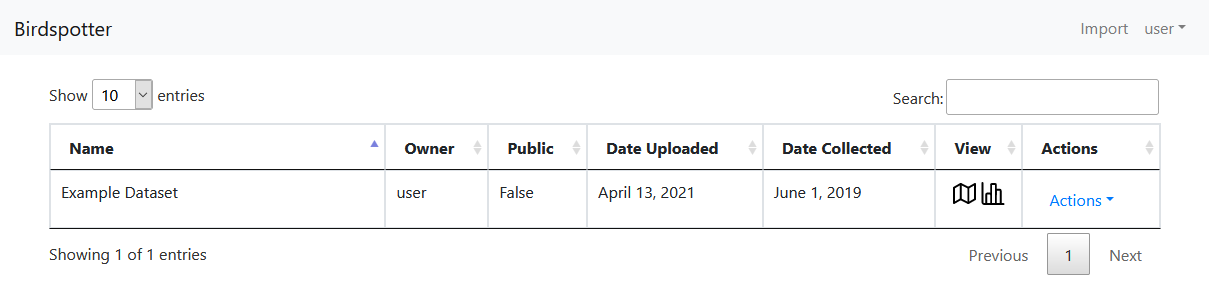 Birdspotter Import user
Show 10 entries Search:
Name Owner Public Date Uploaded Date Collected View Actions
Example Dataset user False April 13, 2021 June 1, 2019 Actions
Showing 1 of 1 entries Previous 1 Next